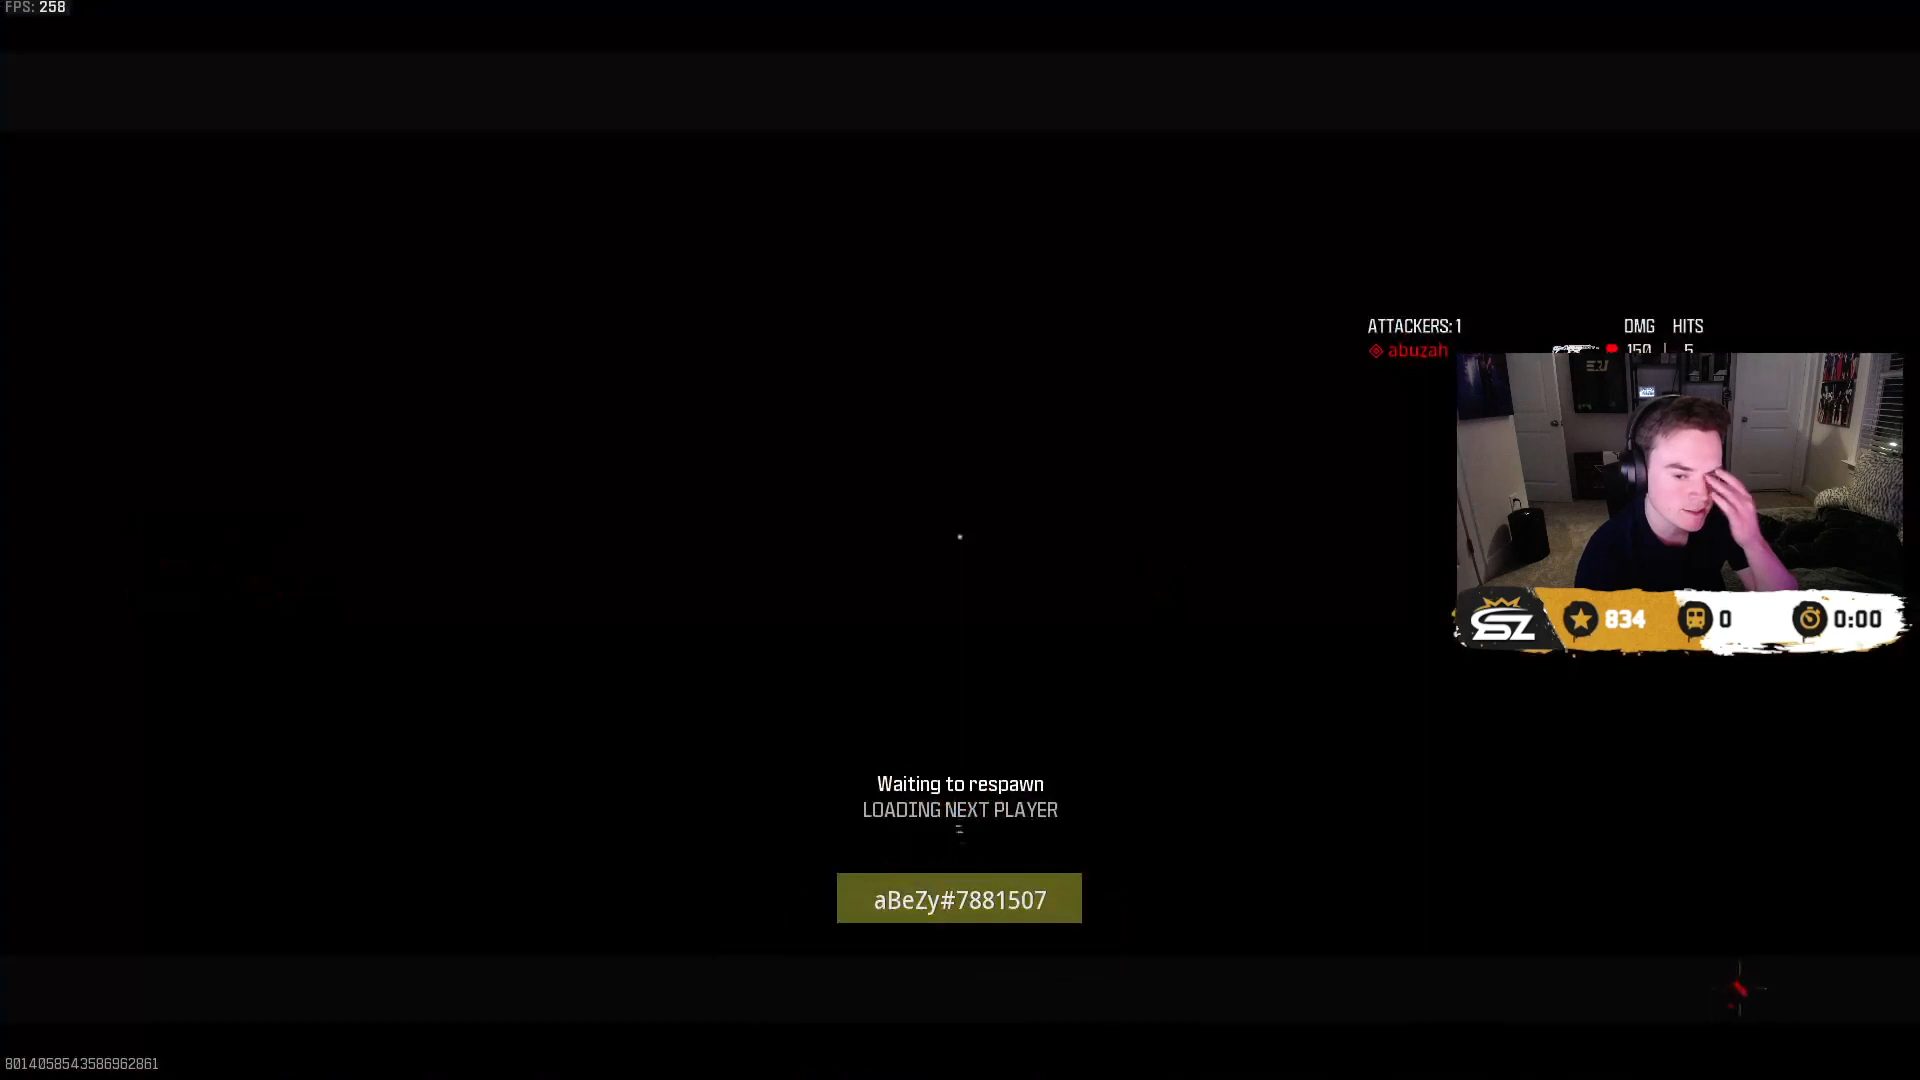 FPS: 258
ATTACKERS: 1 DMG HITS
abuzah 150 | 5
SZ 834 0 0:00
Waiting to respawn
LOADING NEXT PLAYER
aBeZy#7881507
8014058543586962861